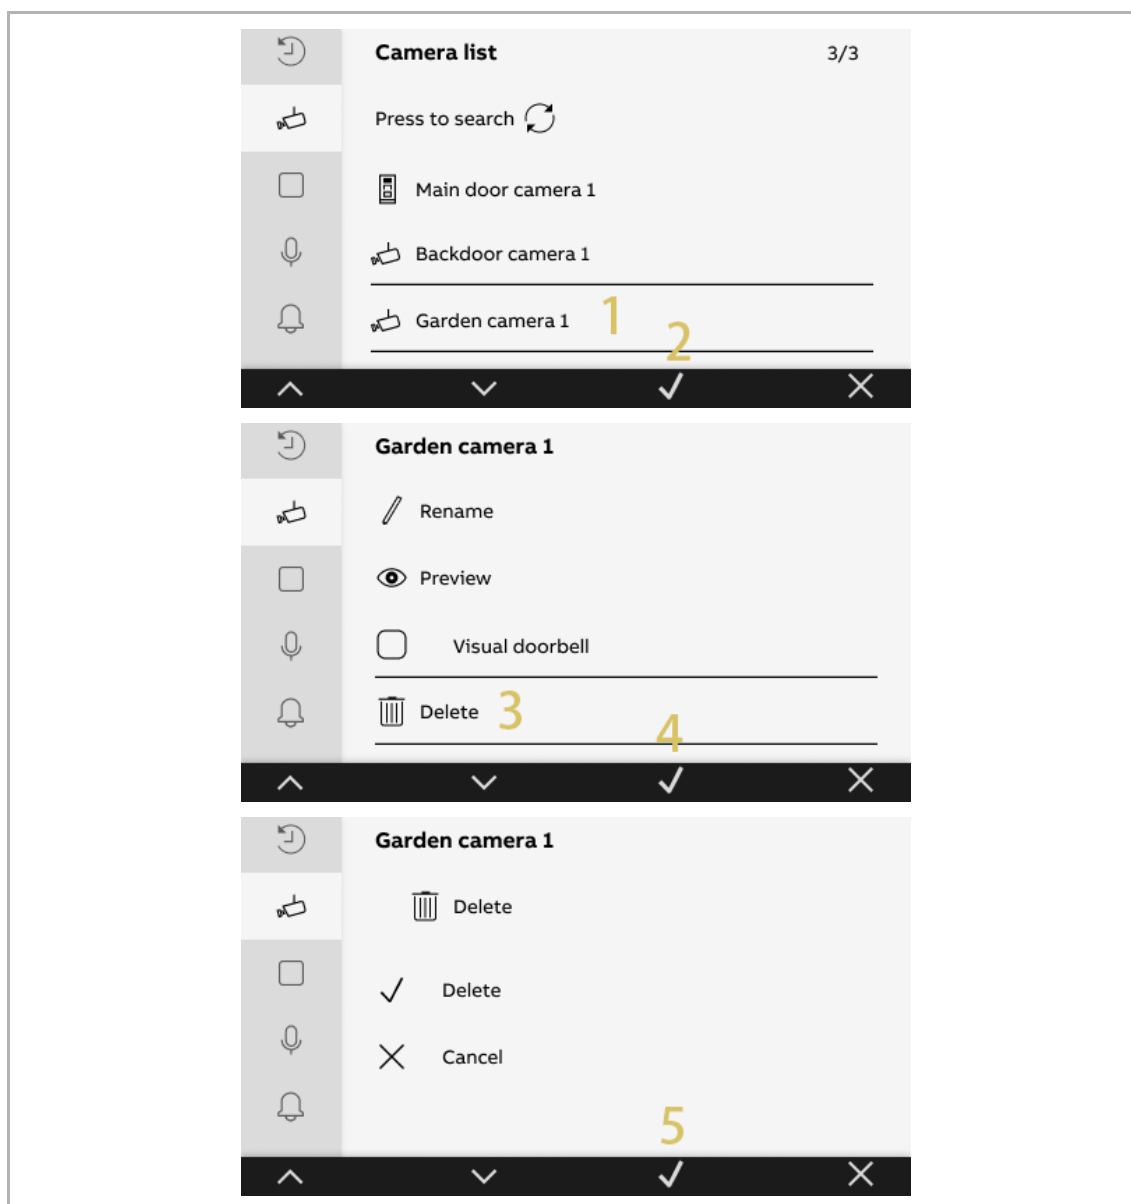 Camera list 3/3
Press to search
Main door camera 1
Backdoor camera 1
Garden camera 1 1
2
Garden camera 1
Rename
Preview
Visual doorbell
Delete 3
4
Garden camera 1
Delete
Delete
Cancel
5